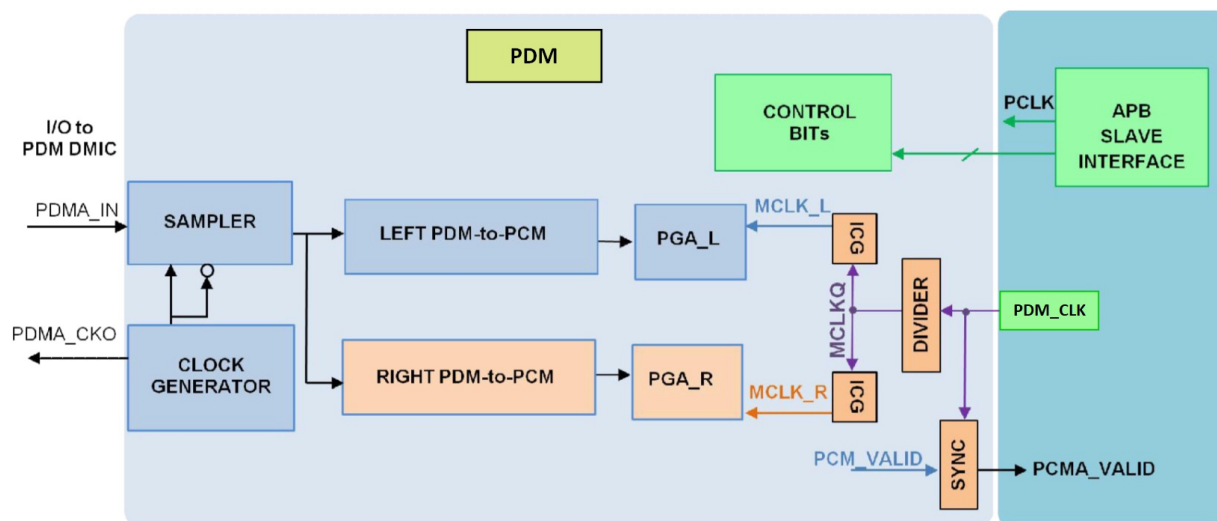 PDM
I/O to
PDM DMIC
CONTROL
BITs
PCLK
APB
SLAVE
INTERFACE
PDMA_IN
SAMPLER
LEFT PDM-to-PCM
PGA_L
MCLK_L
ICG
MCLKQ
DIVIDER
PDM_CLK
PDMA_CKO
CLOCK
GENERATOR
RIGHT PDM-to-PCM
PGA_R
MCLK_R
ICG
PCM_VALID
SYNC
PCMA_VALID